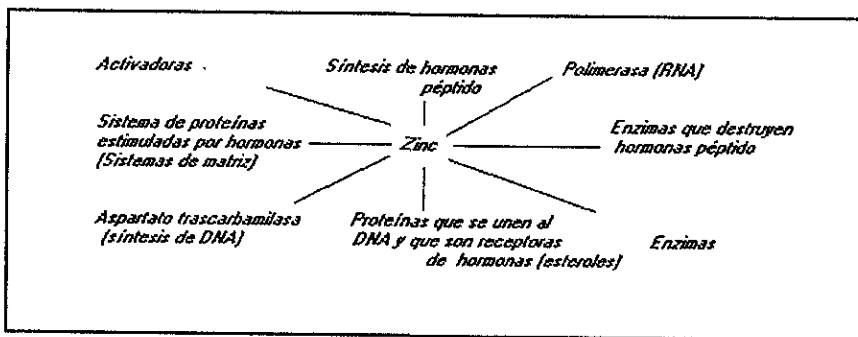 Activadoras
Síntesis de hormonas
péptido
Polimerasa (RNA)
Sistema de proteínas
estimuladas por hormonas
(Sistemas de matriz)
Zinc
Enzimas que destruyen
hormonas péptido
Aspartato trascarbamilasa
(síntesis de DNA)
Proteínas que se unen al
DNA y que son receptoras
de hormonas (esteroles)
Enzimas